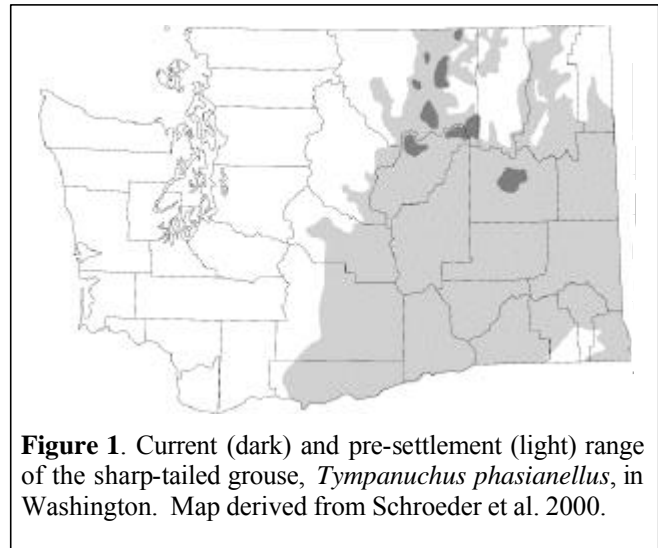 Figure 1. Current (dark) and pre-settlement (light) range
of the sharp-tailed grouse, Tympanuchus phasianellus, in
Washington. Map derived from Schroeder et al. 2000.